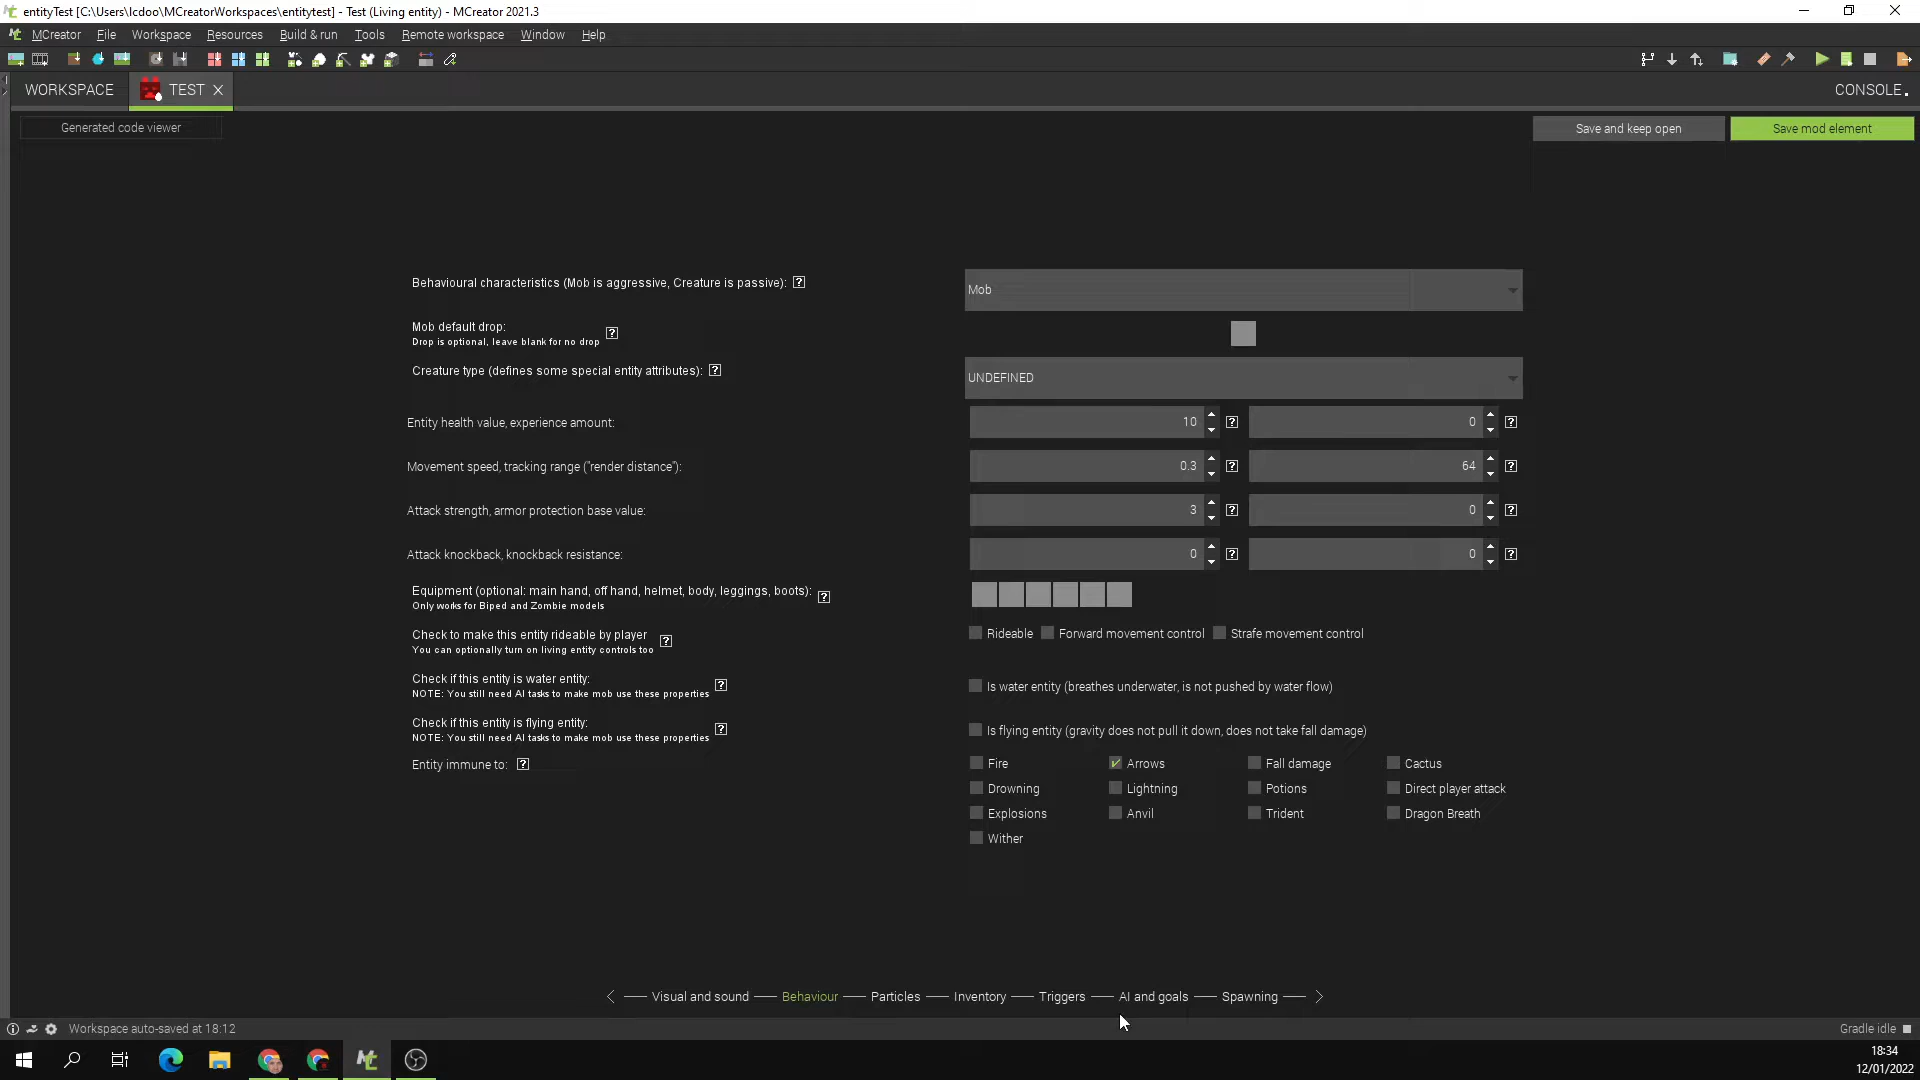 entityTest [C:\Users\lcdoo\MCreatorWorkspaces\entitytest] - Test (Living entity) - MCreator 2021.3
MCreator File Workspace Resources Build & run Tools Remote workspace Window Help
WORKSPACE TEST CONSOLE
Generated code viewer Save and keep open Save mod element
Behavioural characteristics (Mob is aggressive, Creature is passive): ? Mob
Mob default drop: ?
Drop is optional, leave blank for no drop
Creature type (defines some special entity attributes): ? UNDEFINED
Entity health value, experience amount: 10 ? 0 ?
Movement speed, tracking range ("render distance"): 0.3 ? 64 ?
Attack strength, armor protection base value: 3 ? 0 ?
Attack knockback, knockback resistance: 0 ? 0 ?
Equipment (optional: main hand, off hand, helmet, body, leggings, boots): ?
Only works for Biped and Zombie models
Check to make this entity rideable by player ? Rideable Forward movement control Strafe movement control
You can optionally turn on living entity controls too
Check if this entity is water entity: ? Is water entity (breathes underwater, is not pushed by water flow)
NOTE: You still need AI tasks to make mob use these properties
Check if this entity is flying entity: ? Is flying entity (gravity does not pull it down, does not take fall damage)
NOTE: You still need AI tasks to make mob use these properties
Entity immune to: ? Fire Arrows Fall damage Cactus
Drowning Lightning Potions Direct player attack
Explosions Anvil Trident Dragon Breath
Wither
Visual and sound Behaviour Particles Inventory Triggers AI and goals Spawning
Workspace auto-saved at 18:12 Gradle idle
18:34
12/01/2022